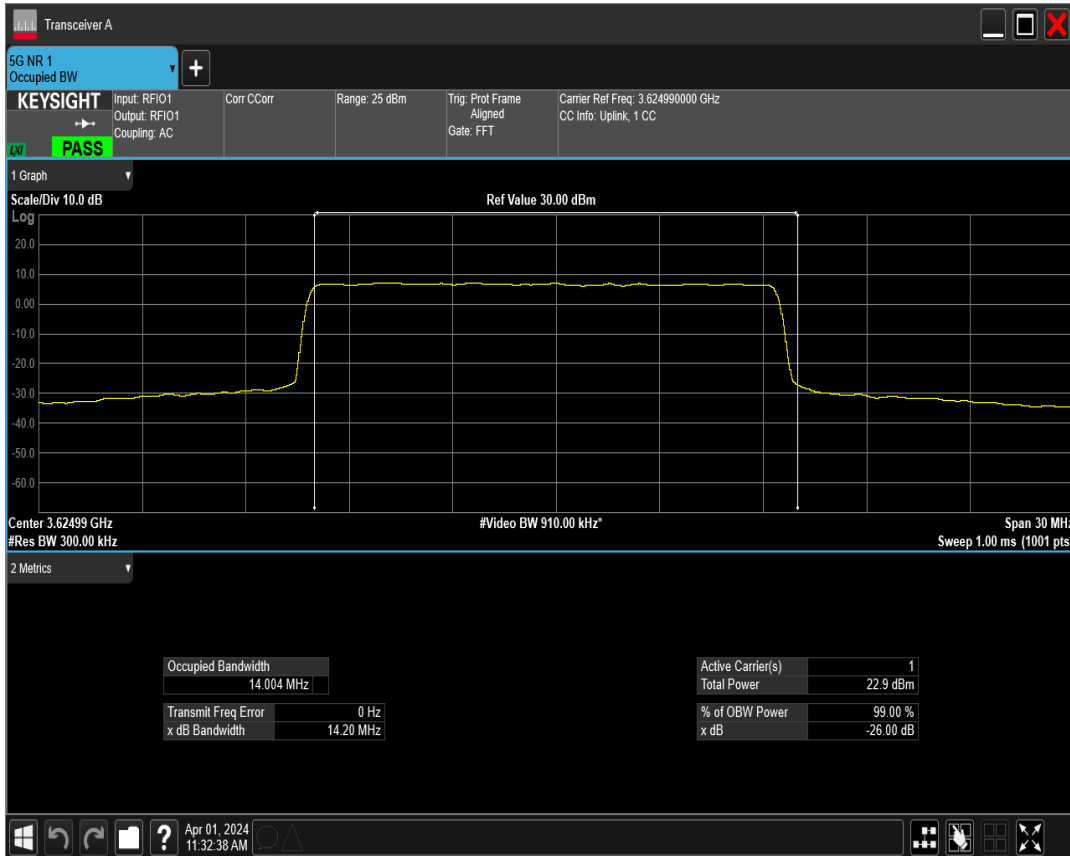 Transceiver A
5G NR 1
Occupied BW
KEYSIGHT
LXI
PASS
Input: RFIO1
Output: RFIO1
Coupling: AC
Corr CCorr
Range: 25 dBm
Trig: Prot Frame
Aligned
Gate: FFT
Carrier Ref Freq: 3.624990000 GHz
CC Info: Uplink, 1 CC
1 Graph
Scale/Div 10.0 dB
Ref Value 30.00 dBm
Log
20.0
10.0
0.00
-10.0
-20.0
-30.0
-40.0
-50.0
-60.0
Center 3.62499 GHz
#Video BW 910.00 kHz*
Span 30 MHz
#Res BW 300.00 kHz
Sweep 1.00 ms (1001 pts
2 Metrics
Occupied Bandwidth
14.004 MHz
Transmit Freq Error 0 Hz
x dB Bandwidth 14.20 MHz
Active Carrier(s) 1
Total Power 22.9 dBm
% of OBW Power 99.00 %
x dB -26.00 dB
?
Apr 01, 2024
11:32:38 AM